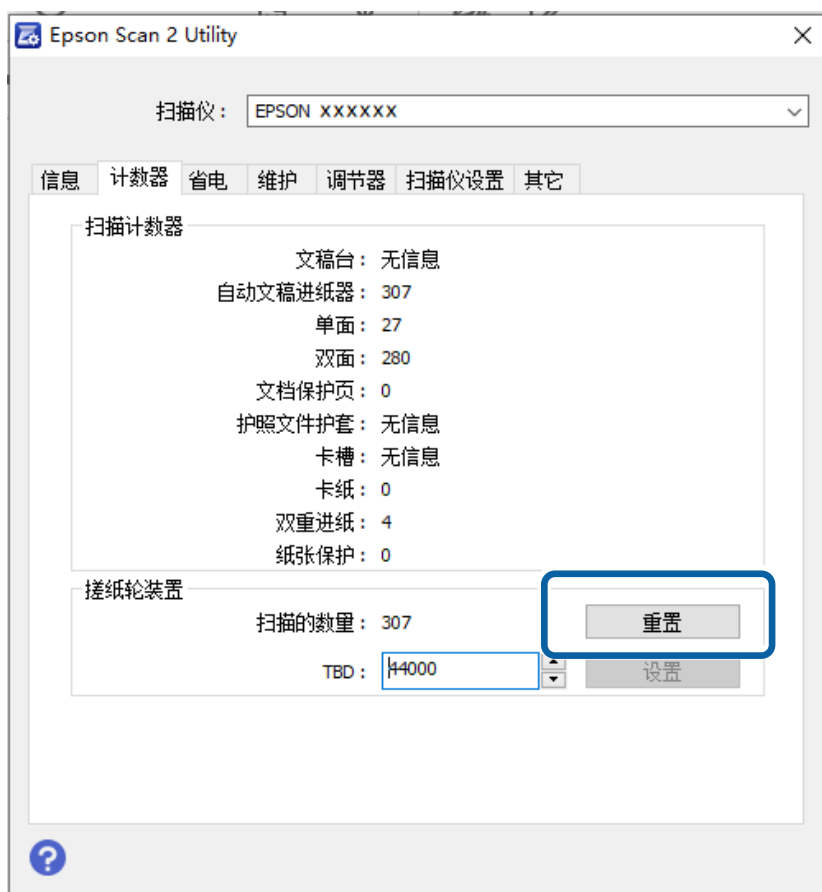 Epson Scan 2 Utility
扫描仪： EPSON XXXXXX
信息 计数器 省电 维护 调节器 扫描仪设置 其它
扫描计数器
文稿台： 无信息
自动文稿进纸器： 307
单面： 27
双面： 280
文档保护页： 0
护照文件护套： 无信息
卡槽： 无信息
卡纸： 0
双重进纸： 4
纸张保护： 0
搓纸轮装置
扫描的数量： 307 重置
TBD： 44000 设置
?